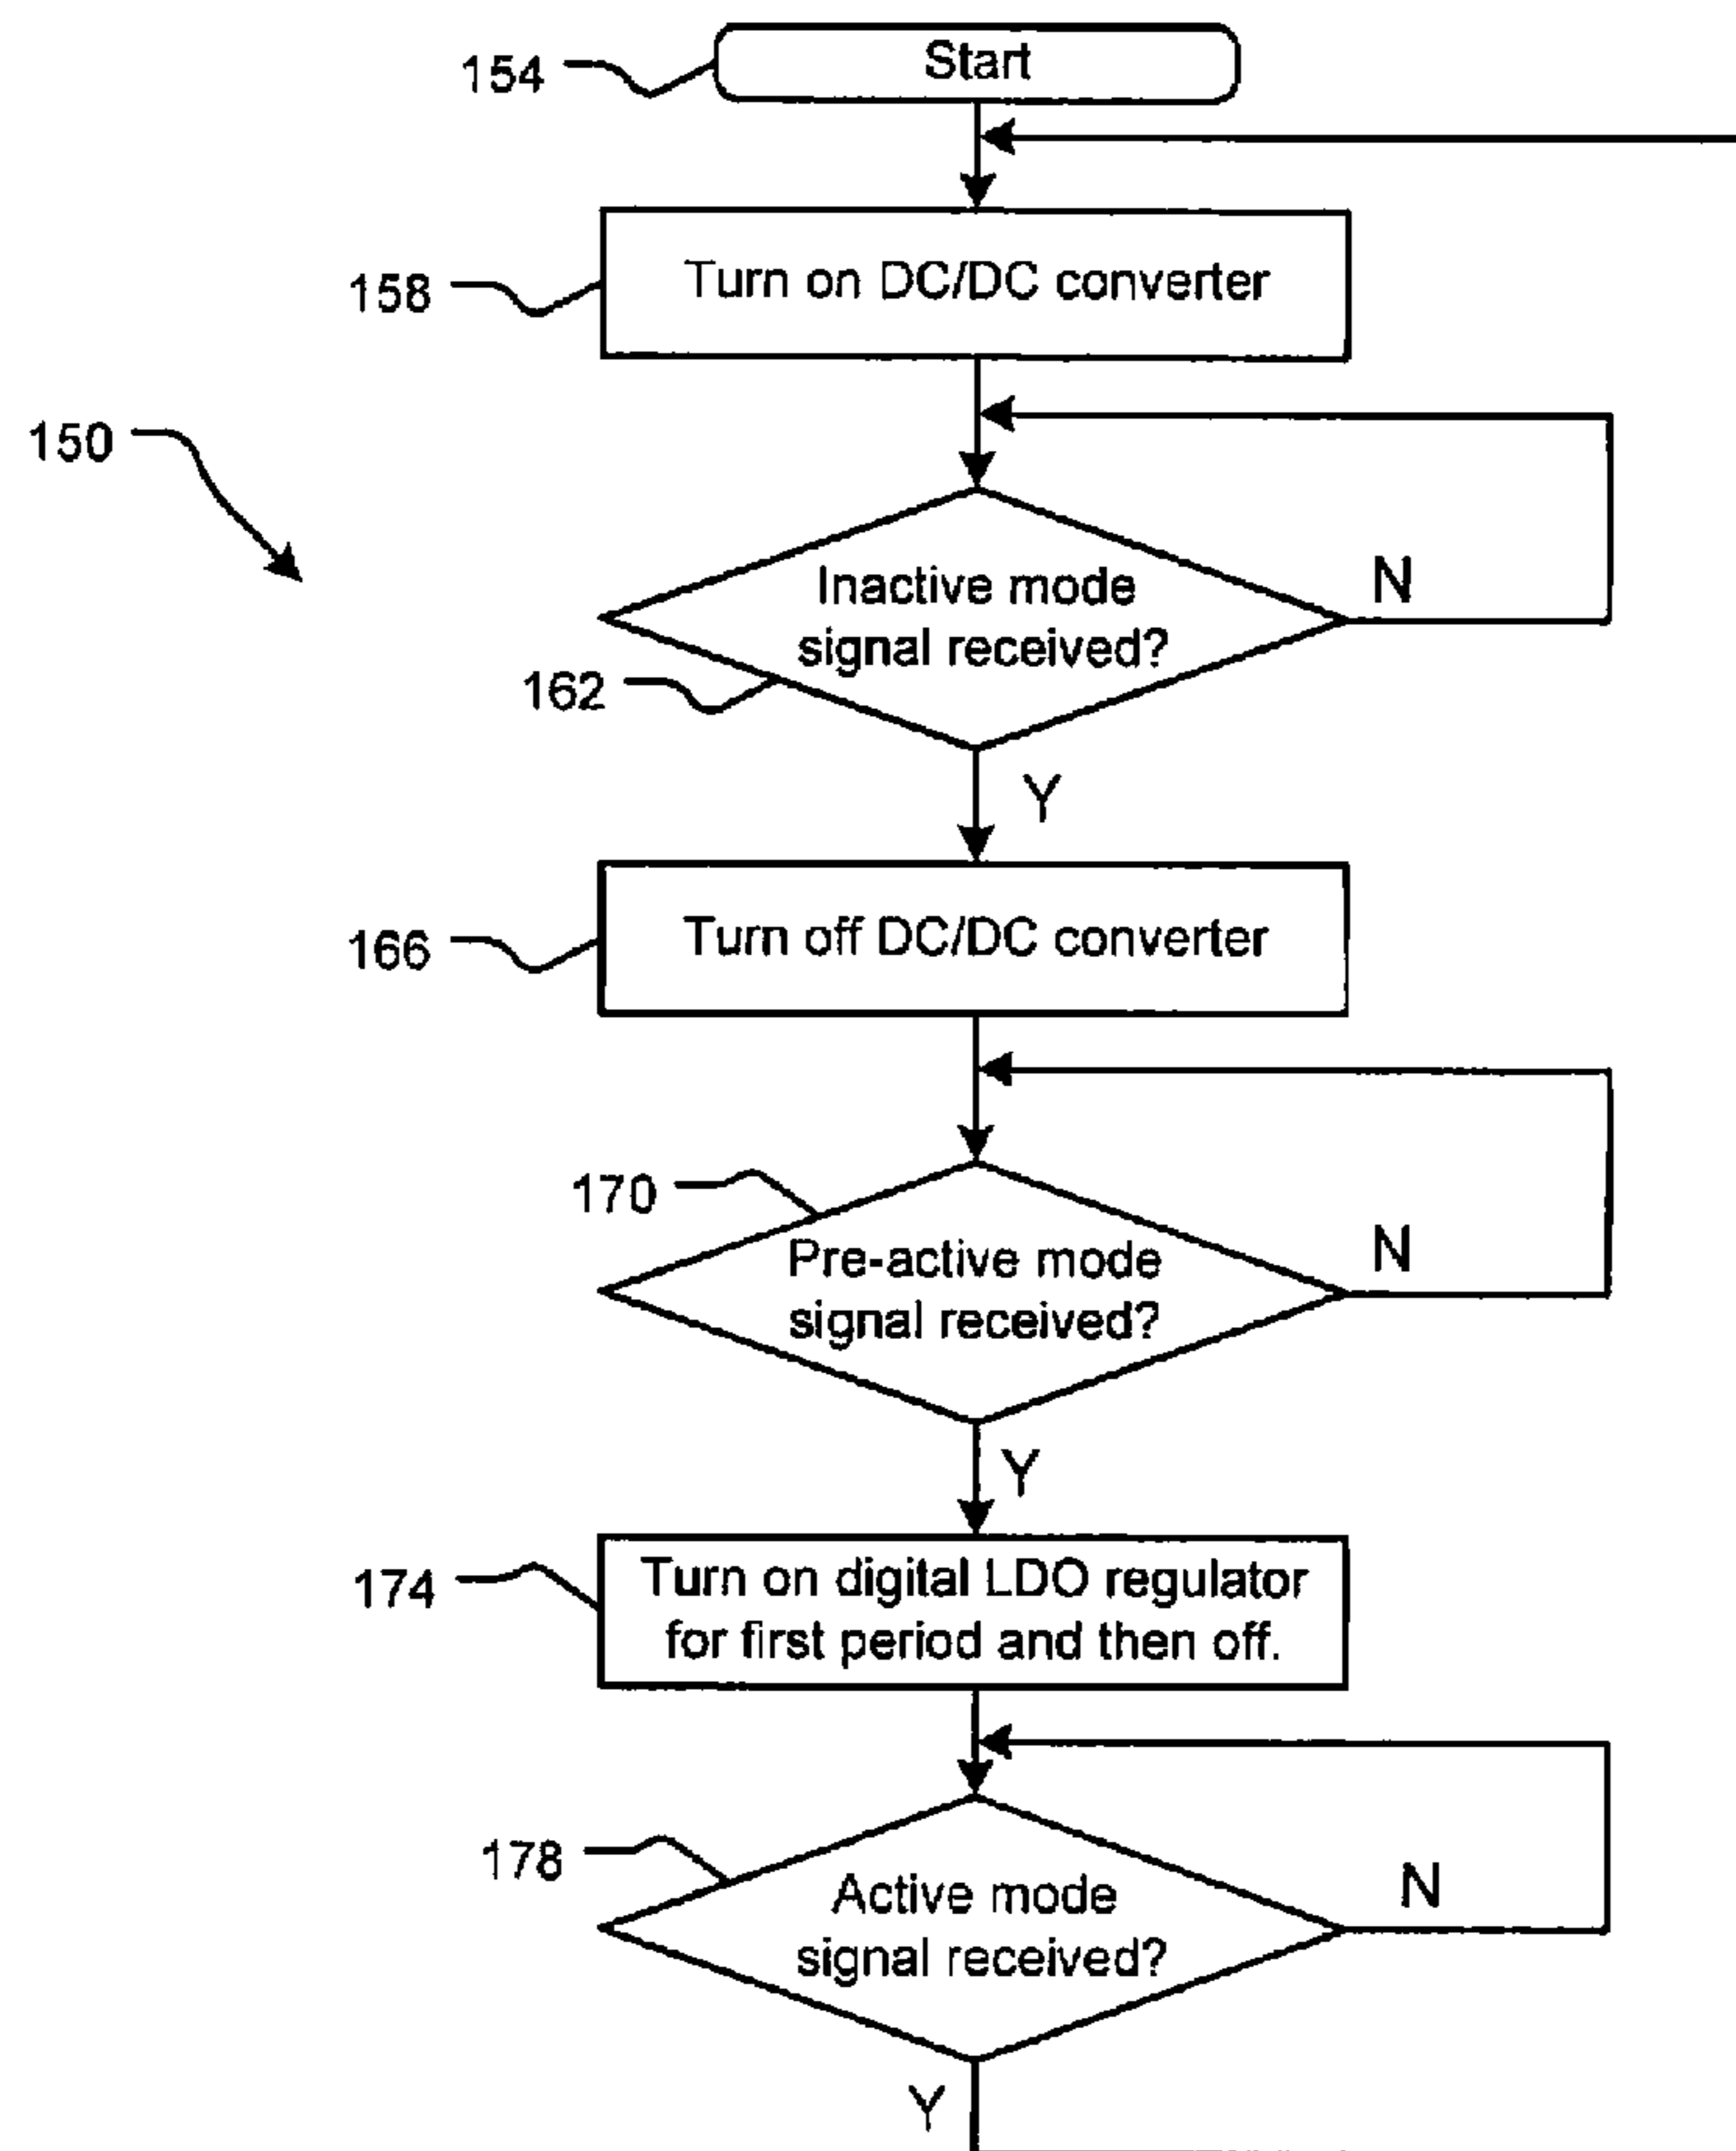 154
Start
158
Turn on DC/DC converter
150
Inactive mode
signal received?
N
162
Y
166
Turn off DC/DC converter
170
Pre-active mode
signal received?
N
Y
174
Turn on digital LDO regulator
for first period and then off.
178
Active mode
signal received?
N
Y